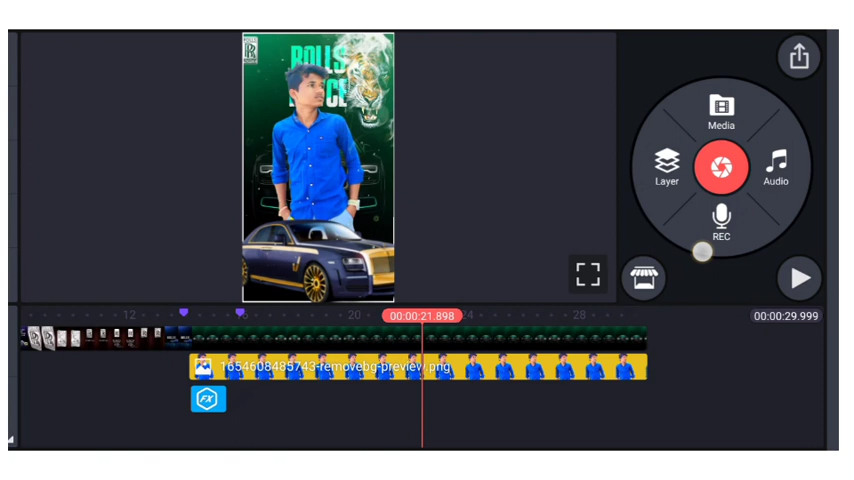 ROLLS
Media
Layer
Audio
REC
12
20
00:00:21.898
24
28
00:00:29.999
1654608485743-removebg-preview.png
FX